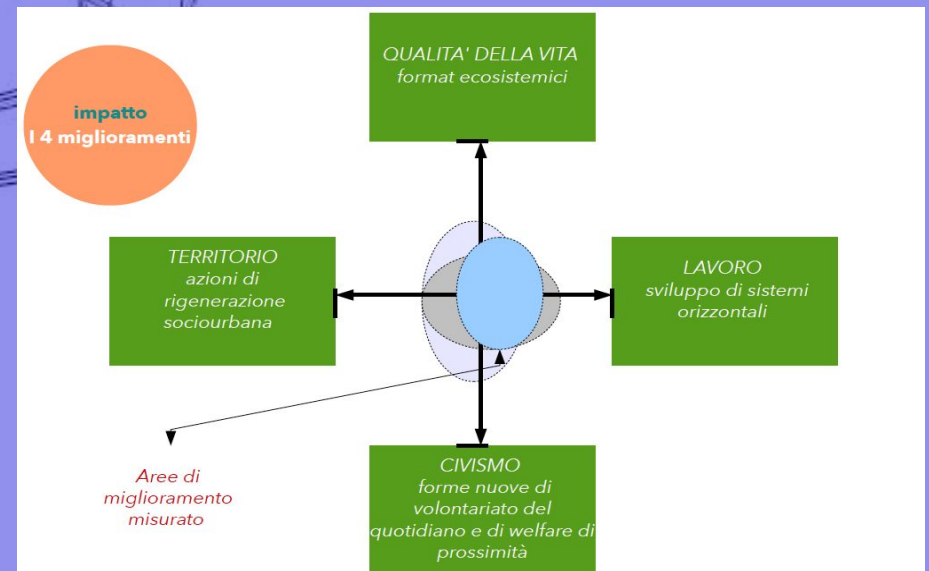 impatto
I 4 miglioramenti
QUALITA' DELLA VITA
format ecosistemici
TERRITORIO
azioni di
rigenerazione
sociourbana
LAVORO
sviluppo di sistemi
orizzontali
Aree di
miglioramento
misurato
CIVISMO
forme nuove di
volontariato del
quotidiano e di welfare di
prossimità